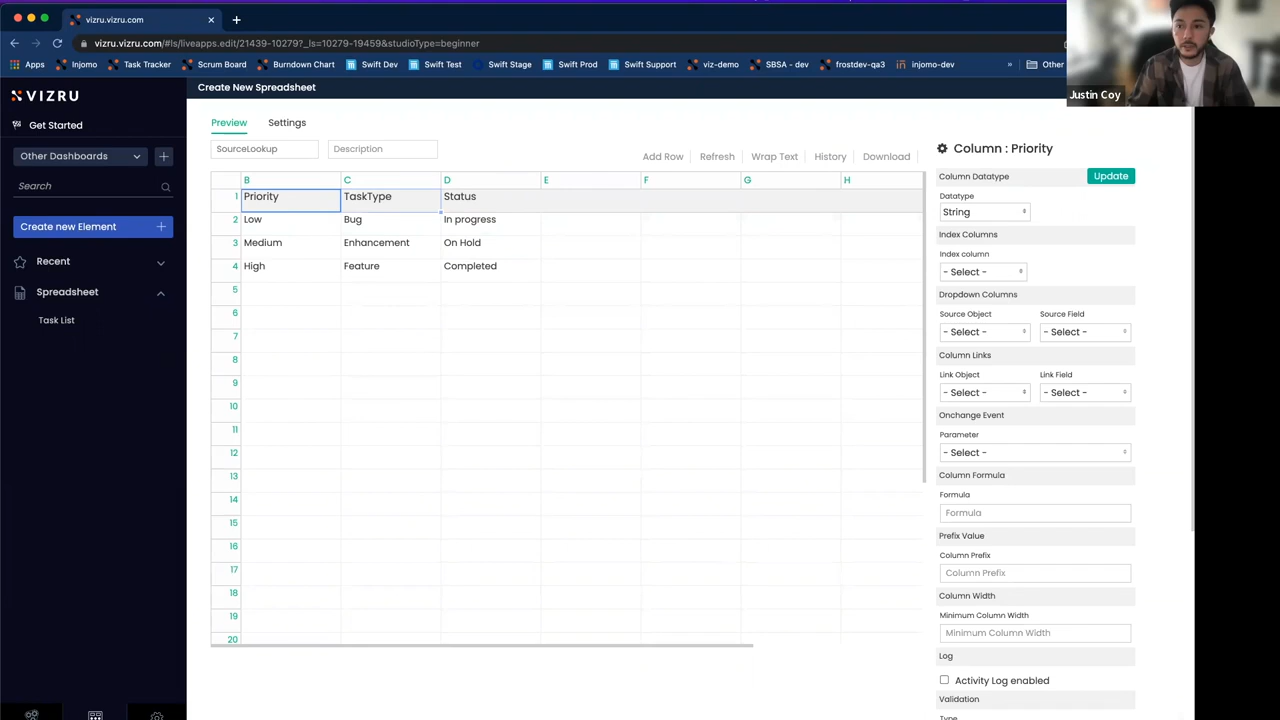 vizru.vizru.com
vizru.vizru.com/#ls/liveapps.edit/21439-10279?_ls=10279-19459&studioType=beginner
Apps Injomo Task Tracker Scrum Board Burndown Chart Swift Dev Swift Test Swift Stage Swift Prod Swift Support viz-demo SBSA - dev frostdev-qa3 injomo-dev » Other
Justin Coy
VIZRU
Create New Spreadsheet
Get Started
Other Dashboards
Search
Create new Element
Recent
Spreadsheet
Task List
Preview Settings
SourceLookup Description
Add Row Refresh Wrap Text History Download
B C D E F G H
1 Priority TaskType Status
2 Low Bug In progress
3 Medium Enhancement On Hold
4 High Feature Completed
5
6
7
8
9
10
11
12
13
14
15
16
17
18
19
20
Column : Priority
Column Datatype Update
Datatype
String
Index Columns
Index column
- Select -
Dropdown Columns
Source Object Source Field
- Select - - Select -
Column Links
Link Object Link Field
- Select - - Select -
Onchange Event
Parameter
- Select -
Column Formula
Formula
Formula
Prefix Value
Column Prefix
Column Prefix
Column Width
Minimum Column Width
Minimum Column Width
Log
Activity Log enabled
Validation
Type